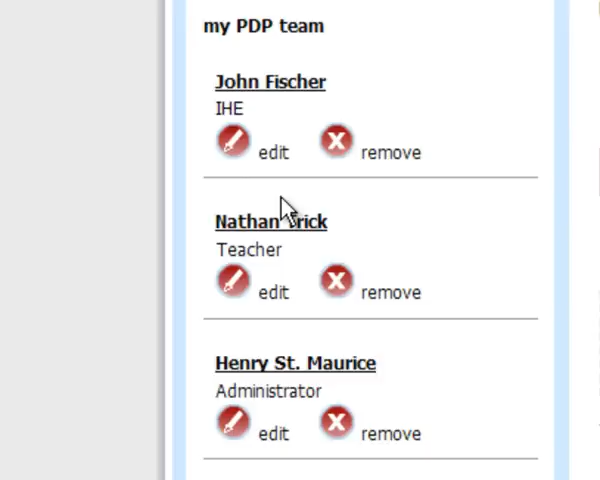 my PDP team
John Fischer
IHE
edit remove
Nathan
Teacher
edit remove
Henry St. Maurice
Administrator
edit remove